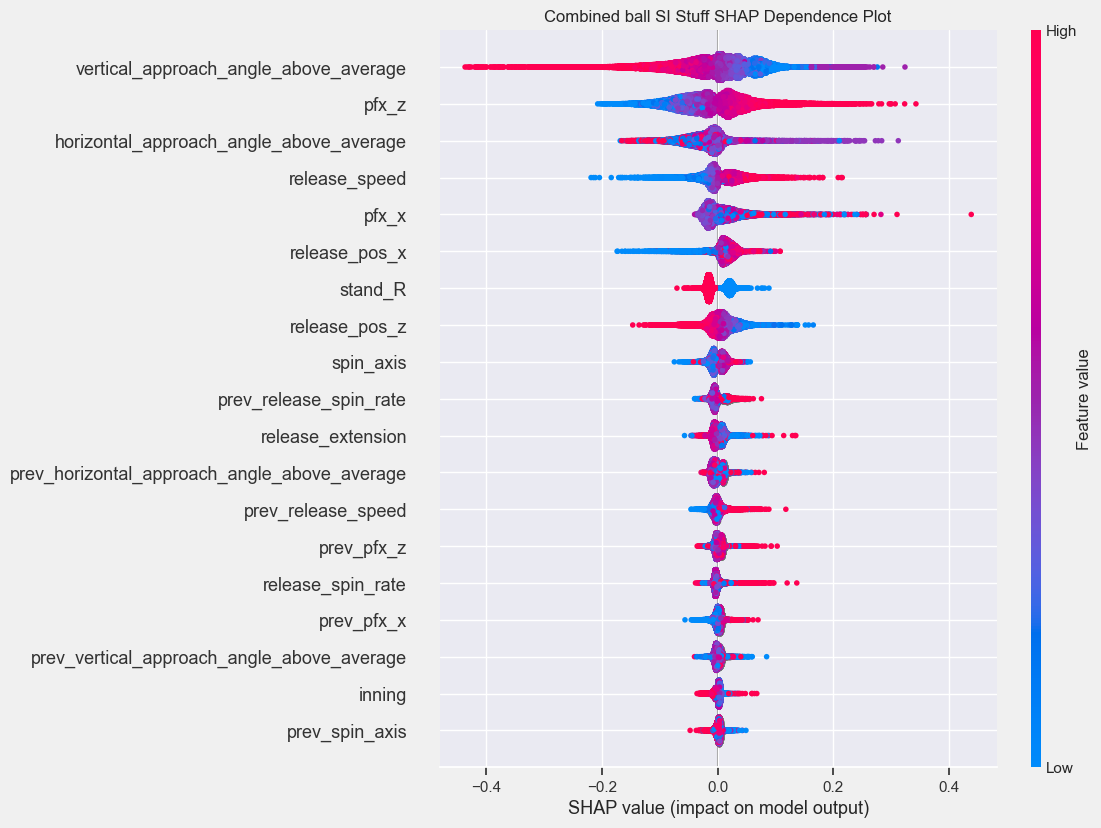 Combined ball SI Stuff SHAP Dependence Plot
High
vertical_approach_angle_above_average
pfx_z
horizontal_approach_angle_above_average
release_speed
pfx_x
release_pos_x
stand_R
release_pos_z
spin_axis
prev_release_spin_rate
release_extension
prev_horizontal_approach_angle_above_average
prev_release_speed
prev_pfx_z
release_spin_rate
prev_pfx_x
prev_vertical_approach_angle_above_average
inning
prev_spin_axis
Feature value
Low
−0.4 −0.2 0.0 0.2 0.4
SHAP value (impact on model output)